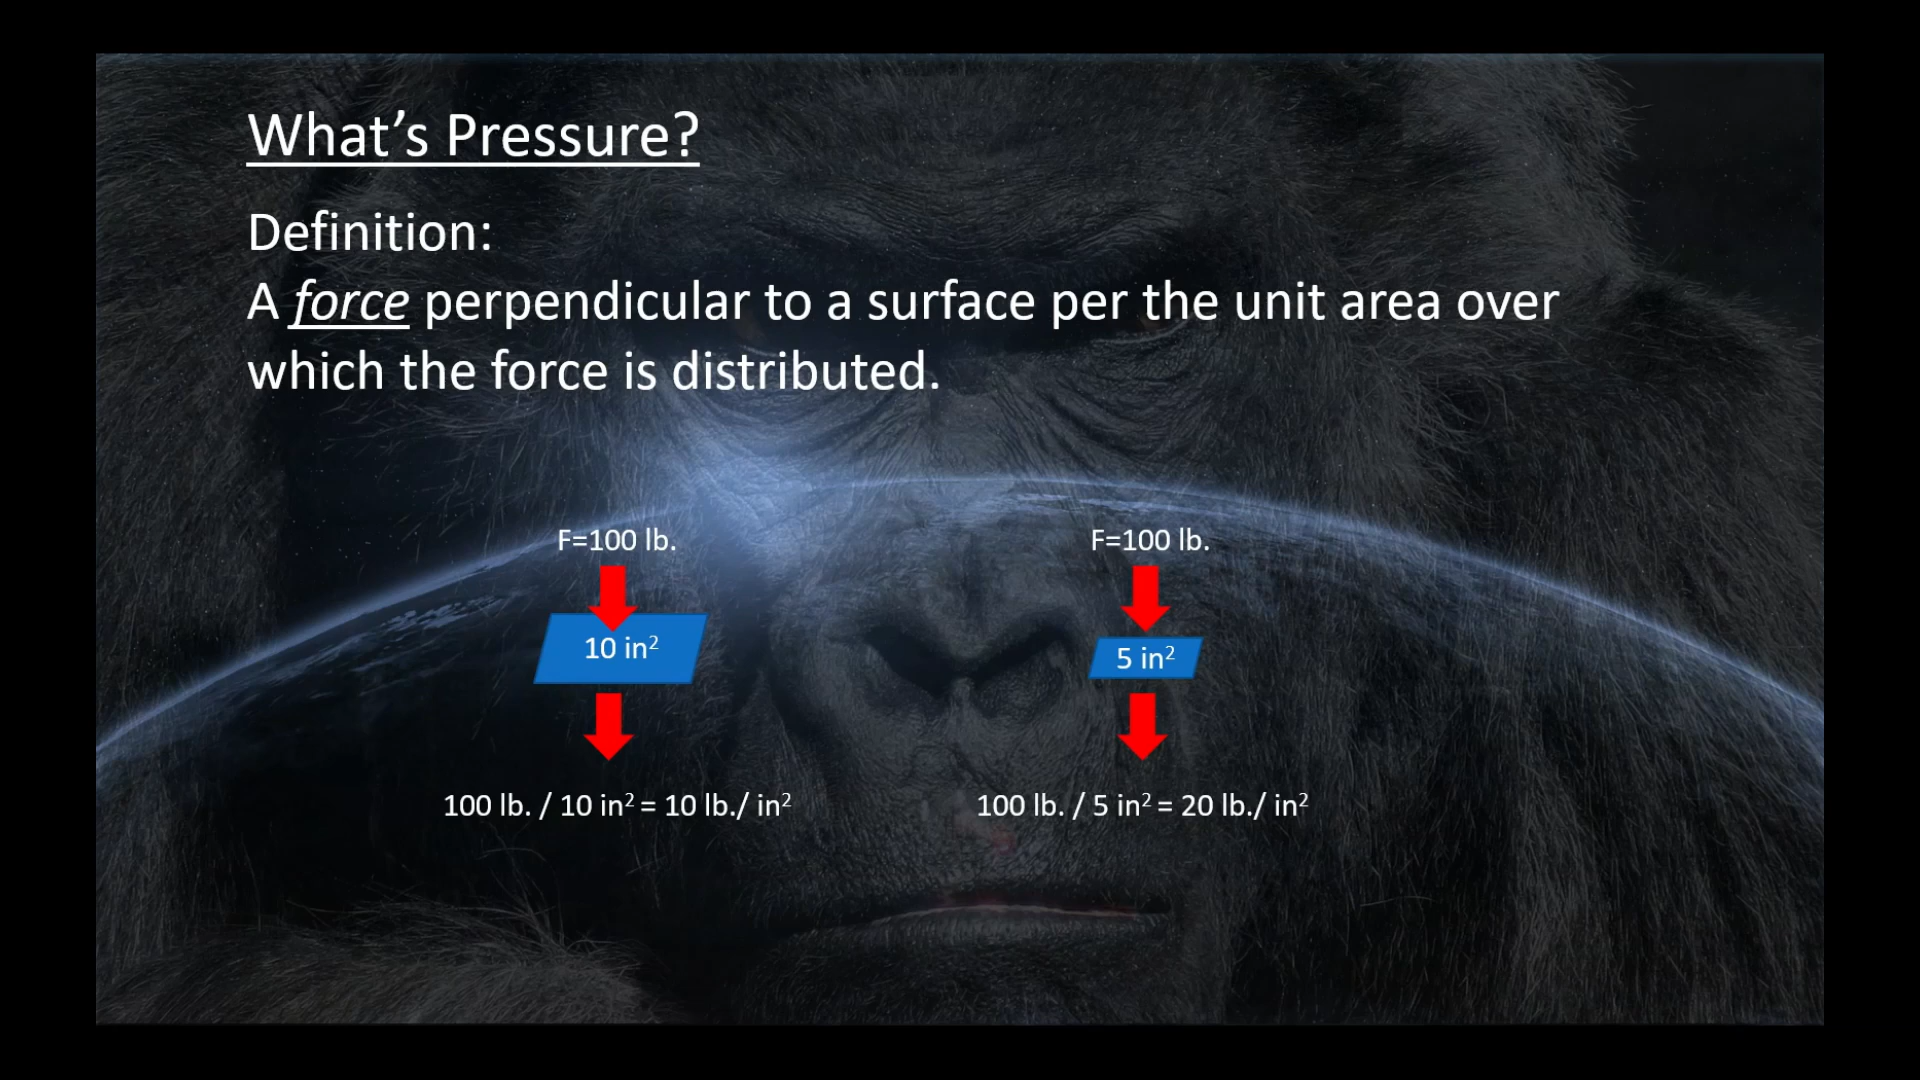 What’s Pressure?
Definition:
A force perpendicular to a surface per the unit area over
which the force is distributed.
F=100 lb.
F=100 lb.
10 in²
5 in²
100 lb. / 10 in² = 10 lb./ in²
100 lb. / 5 in² = 20 lb./ in²